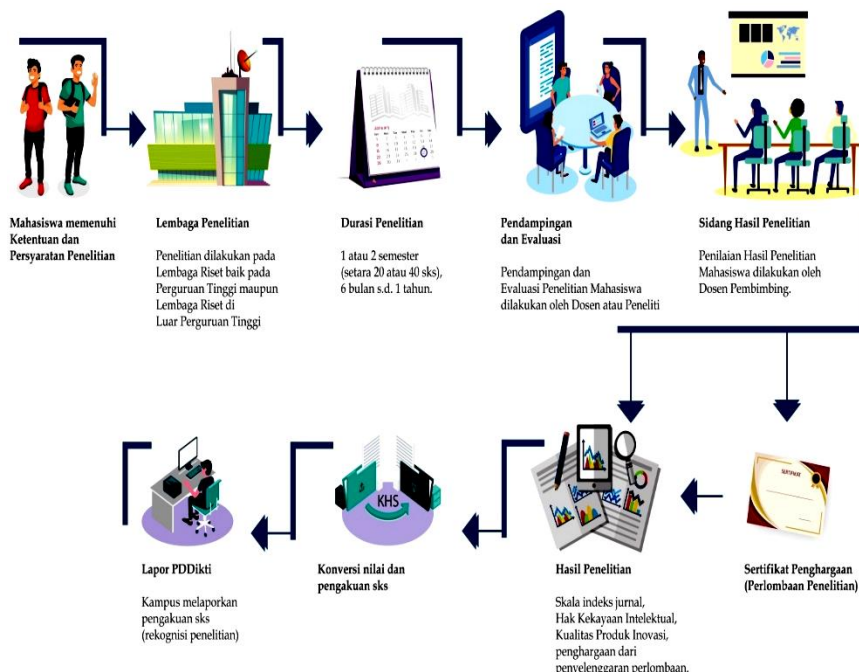 Mahasiswa memenuhi
Ketentuan dan
Persyaratan Penelitian
Lembaga Penelitian
Penelitian dilakukan pada
Lembaga Riset baik pada
Perguruan Tinggi maupun
Lembaga Riset di
Luar Perguruan Tinggi
Durasi Penelitian
1 atau 2 semester
(setara 20 atau 40 sks),
6 bulan s.d. 1 tahun.
Pendampingan
dan Evaluasi
Pendampingan dan
Evaluasi Penelitian Mahasiswa
dilakukan oleh Dosen atau Peneliti
Sidang Hasil Penelitian
Penilaian Hasil Penelitian
Mahasiswa dilakukan oleh
Dosen Pembimbing.
Lapor PDDikti
Kampus melaporkan
pengakuan sks
(rekognisi penelitian)
KHS
Konversi nilai dan
pengakuan sks
Hasil Penelitian
Skala indeks jurnal,
Hak Kekayaan Intelektual,
Kualitas Produk Inovasi,
penghargaan dari
penyelenggaran perlombaan.
SERTIFIKAT
Sertifikat Penghargaan
(Perlombaan Penelitian)